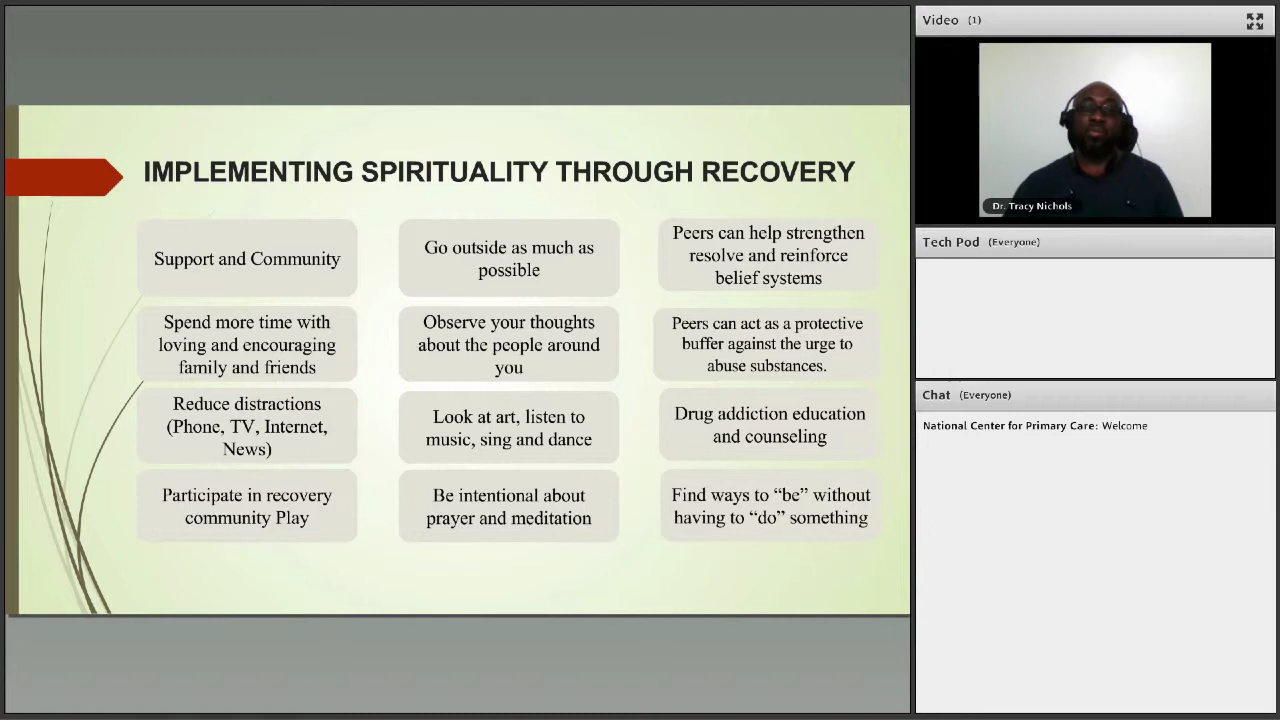 IMPLEMENTING SPIRITUALITY THROUGH RECOVERY
Support and Community
Go outside as much as
possible
Peers can help strengthen
resolve and reinforce
belief systems
Spend more time with
loving and encouraging
family and friends
Observe your thoughts
about the people around
you
Peers can act as a protective
buffer against the urge to
abuse substances.
Reduce distractions
(Phone, TV, Internet,
News)
Look at art, listen to
music, sing and dance
Drug addiction education
and counseling
Participate in recovery
community Play
Be intentional about
prayer and meditation
Find ways to “be” without
having to “do” something
Video (1)
Dr. Tracy Nichols
Tech Pod (Everyone)
Chat (Everyone)
National Center for Primary Care: Welcome